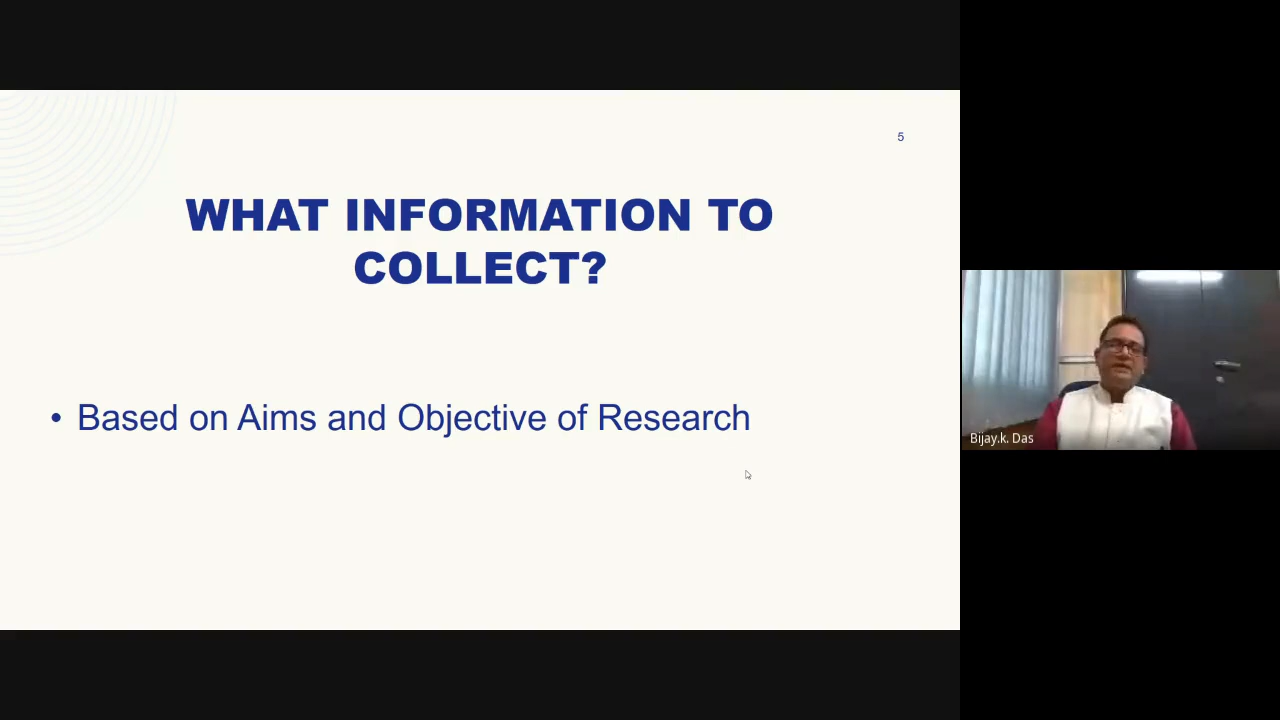 5
WHAT INFORMATION TO
COLLECT?
• Based on Aims and Objective of Research
Bijay.k. Das